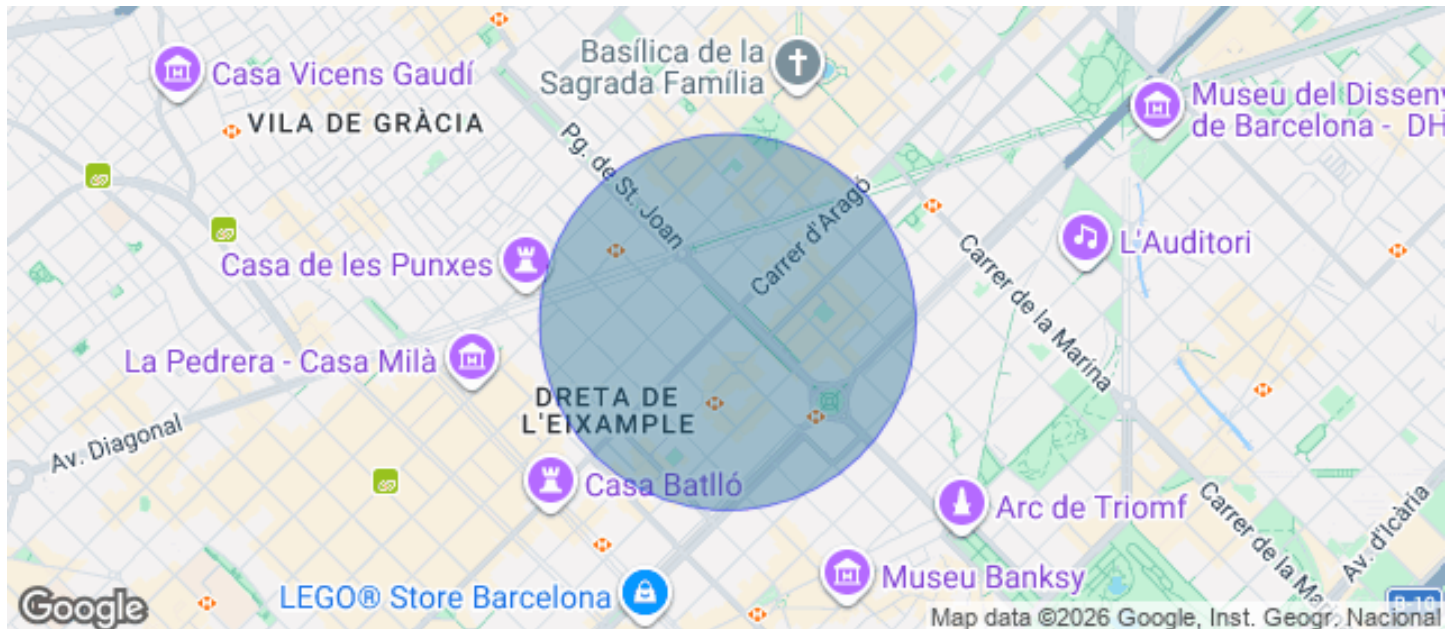 Basílica de la
Sagrada Família
Casa Vicens Gaudí
VILA DE GRÀCIA
Museu del Dissen
de Barcelona - DH
Pg. de St. Joan
Carrer d'Aragó
L'Auditori
Casa de les Punxes
Carrer de la Marina
La Pedrera - Casa Milà
DRETA DE
L'EIXAMPLE
Av. Diagonal
Casa Batlló
Arc de Triomf
Carrer de la Mar
Av. d'Icària
Museu Banksy
LEGO® Store Barcelona
B-10
Google
Map data ©2026 Google, Inst. Geogr. Nacional